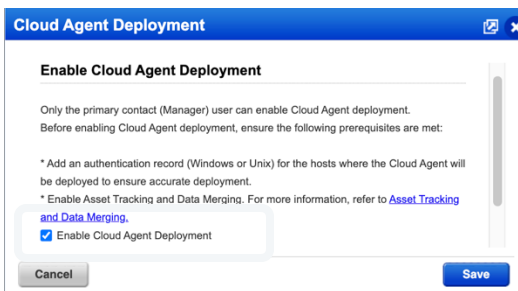 Cloud Agent Deployment
Enable Cloud Agent Deployment
Only the primary contact (Manager) user can enable Cloud Agent deployment.
Before enabling Cloud Agent deployment, ensure the following prerequisites are met:
* Add an authentication record (Windows or Unix) for the hosts where the Cloud Agent will
be deployed to ensure accurate deployment.
* Enable Asset Tracking and Data Merging. For more information, refer to Asset Tracking
and Data Merging.
Enable Cloud Agent Deployment
Cancel
Save